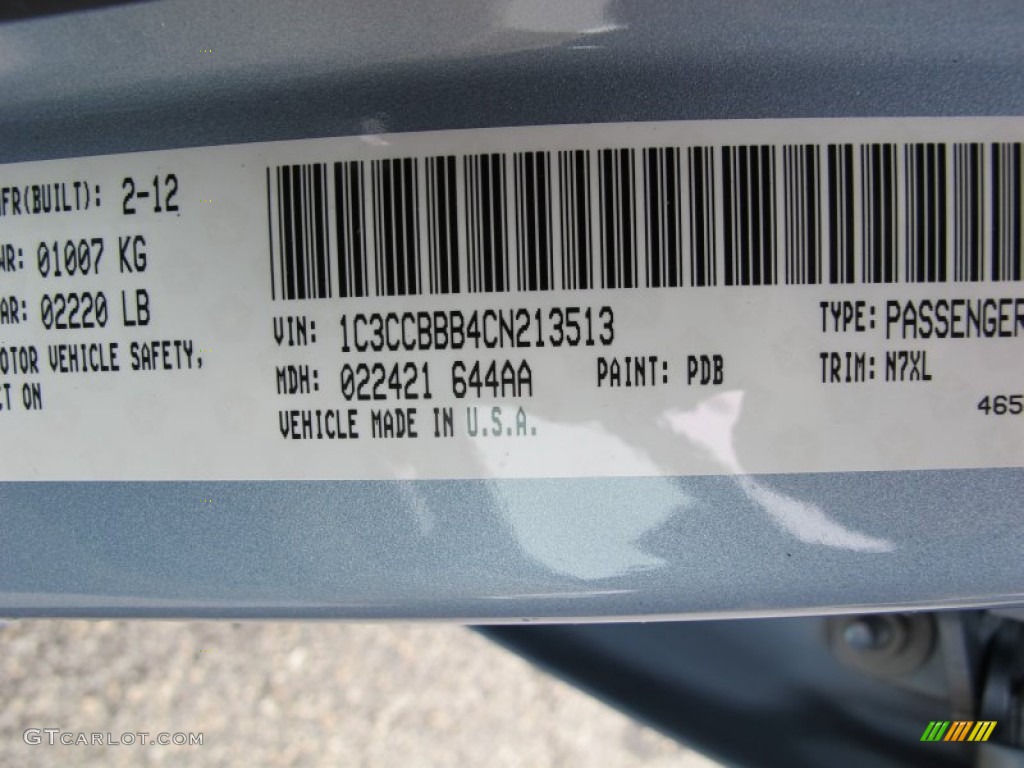 MFR(BUILT): 2-12
WR: 01007 KG
AR: 02220 LB
OTOR VEHICLE SAFETY,
CT ON
VIN: 1C3CCBBB4CN213513
MDH: 022421 644AA
VEHICLE MADE IN U.S.A.
PAINT: PDB
TYPE: PASSENGER
TRIM: N7XL
465
GTCARLOT.COM